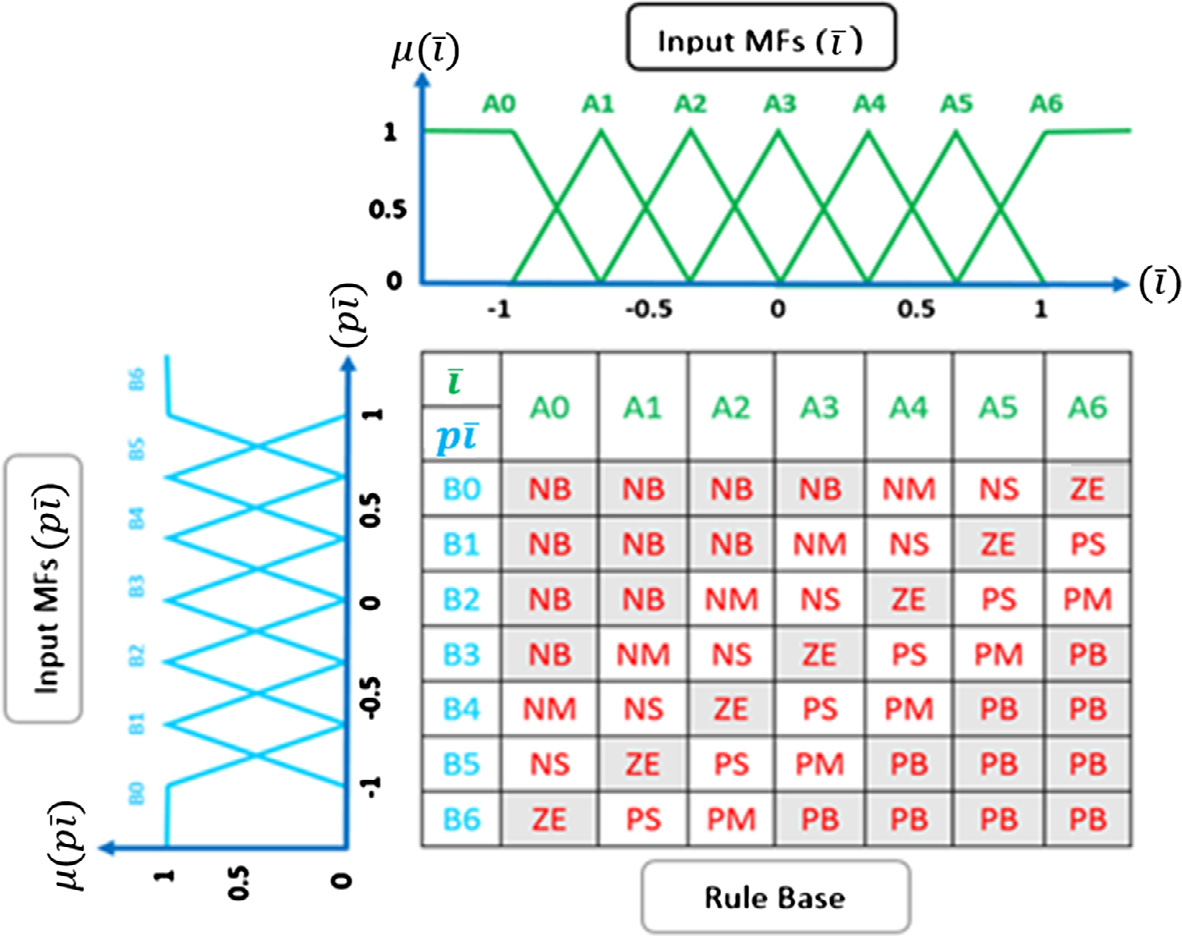 Input MFs (ῑ)
μ(ῑ)
A0 A1 A2 A3 A4 A5 A6
1
0.5
0
(ῑ)
-1 -0.5 0 0.5 1
(pῑ)
B6
B5
B4
B3
B2
B1
B0
1
0.5
0
-0.5
-1
Input MFs (pῑ)
μ(pῑ)
1 0.5 0
ῑ A0 A1 A2 A3 A4 A5 A6
pῑ
B0 NB NB NB NB NM NS ZE
B1 NB NB NB NM NS ZE PS
B2 NB NB NM NS ZE PS PM
B3 NB NM NS ZE PS PM PB
B4 NM NS ZE PS PM PB PB
B5 NS ZE PS PM PB PB PB
B6 ZE PS PM PB PB PB PB
Rule Base